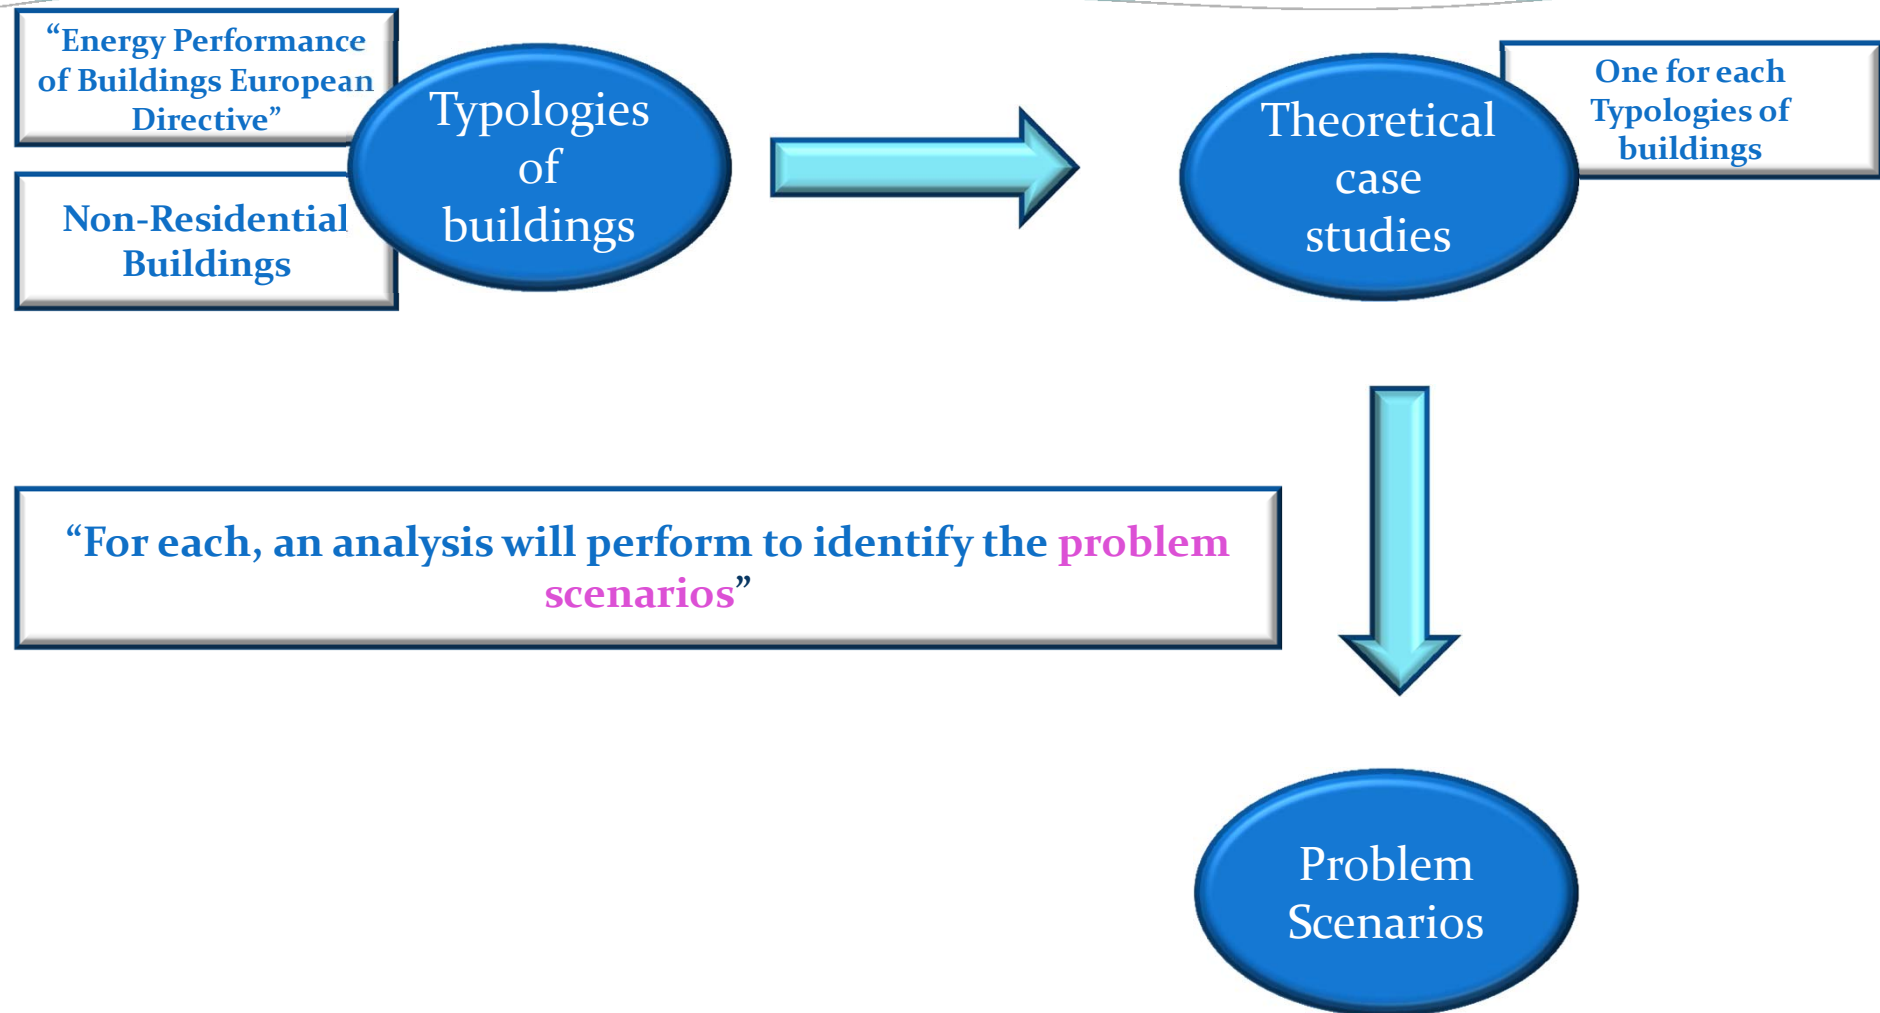 “Energy Performance
of Buildings European
Directive”
Non-Residential
Buildings
Typologies
of
buildings
Theoretical
case
studies
One for each
Typologies of
buildings
“For each, an analysis will perform to identify the problem
scenarios”
Problem
Scenarios